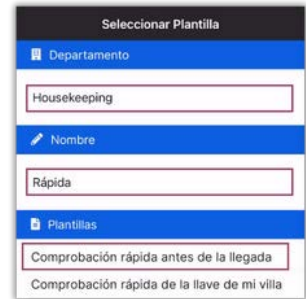 Seleccionar Plantilla
Departamento
Housekeeping
Nombre
Rápida
Plantillas
Comprobación rápida antes de la llegada
Comprobación rápida de la llave de mi villa